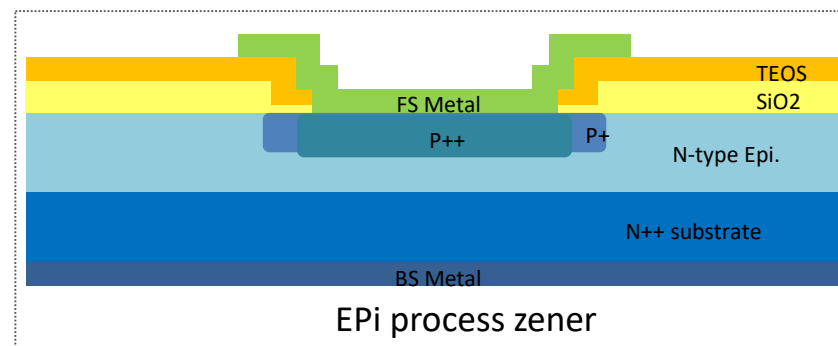 TEOS
SiO2
FS Metal
P++
P+
N-type Epi.
N++ substrate
BS Metal
EPi process zener